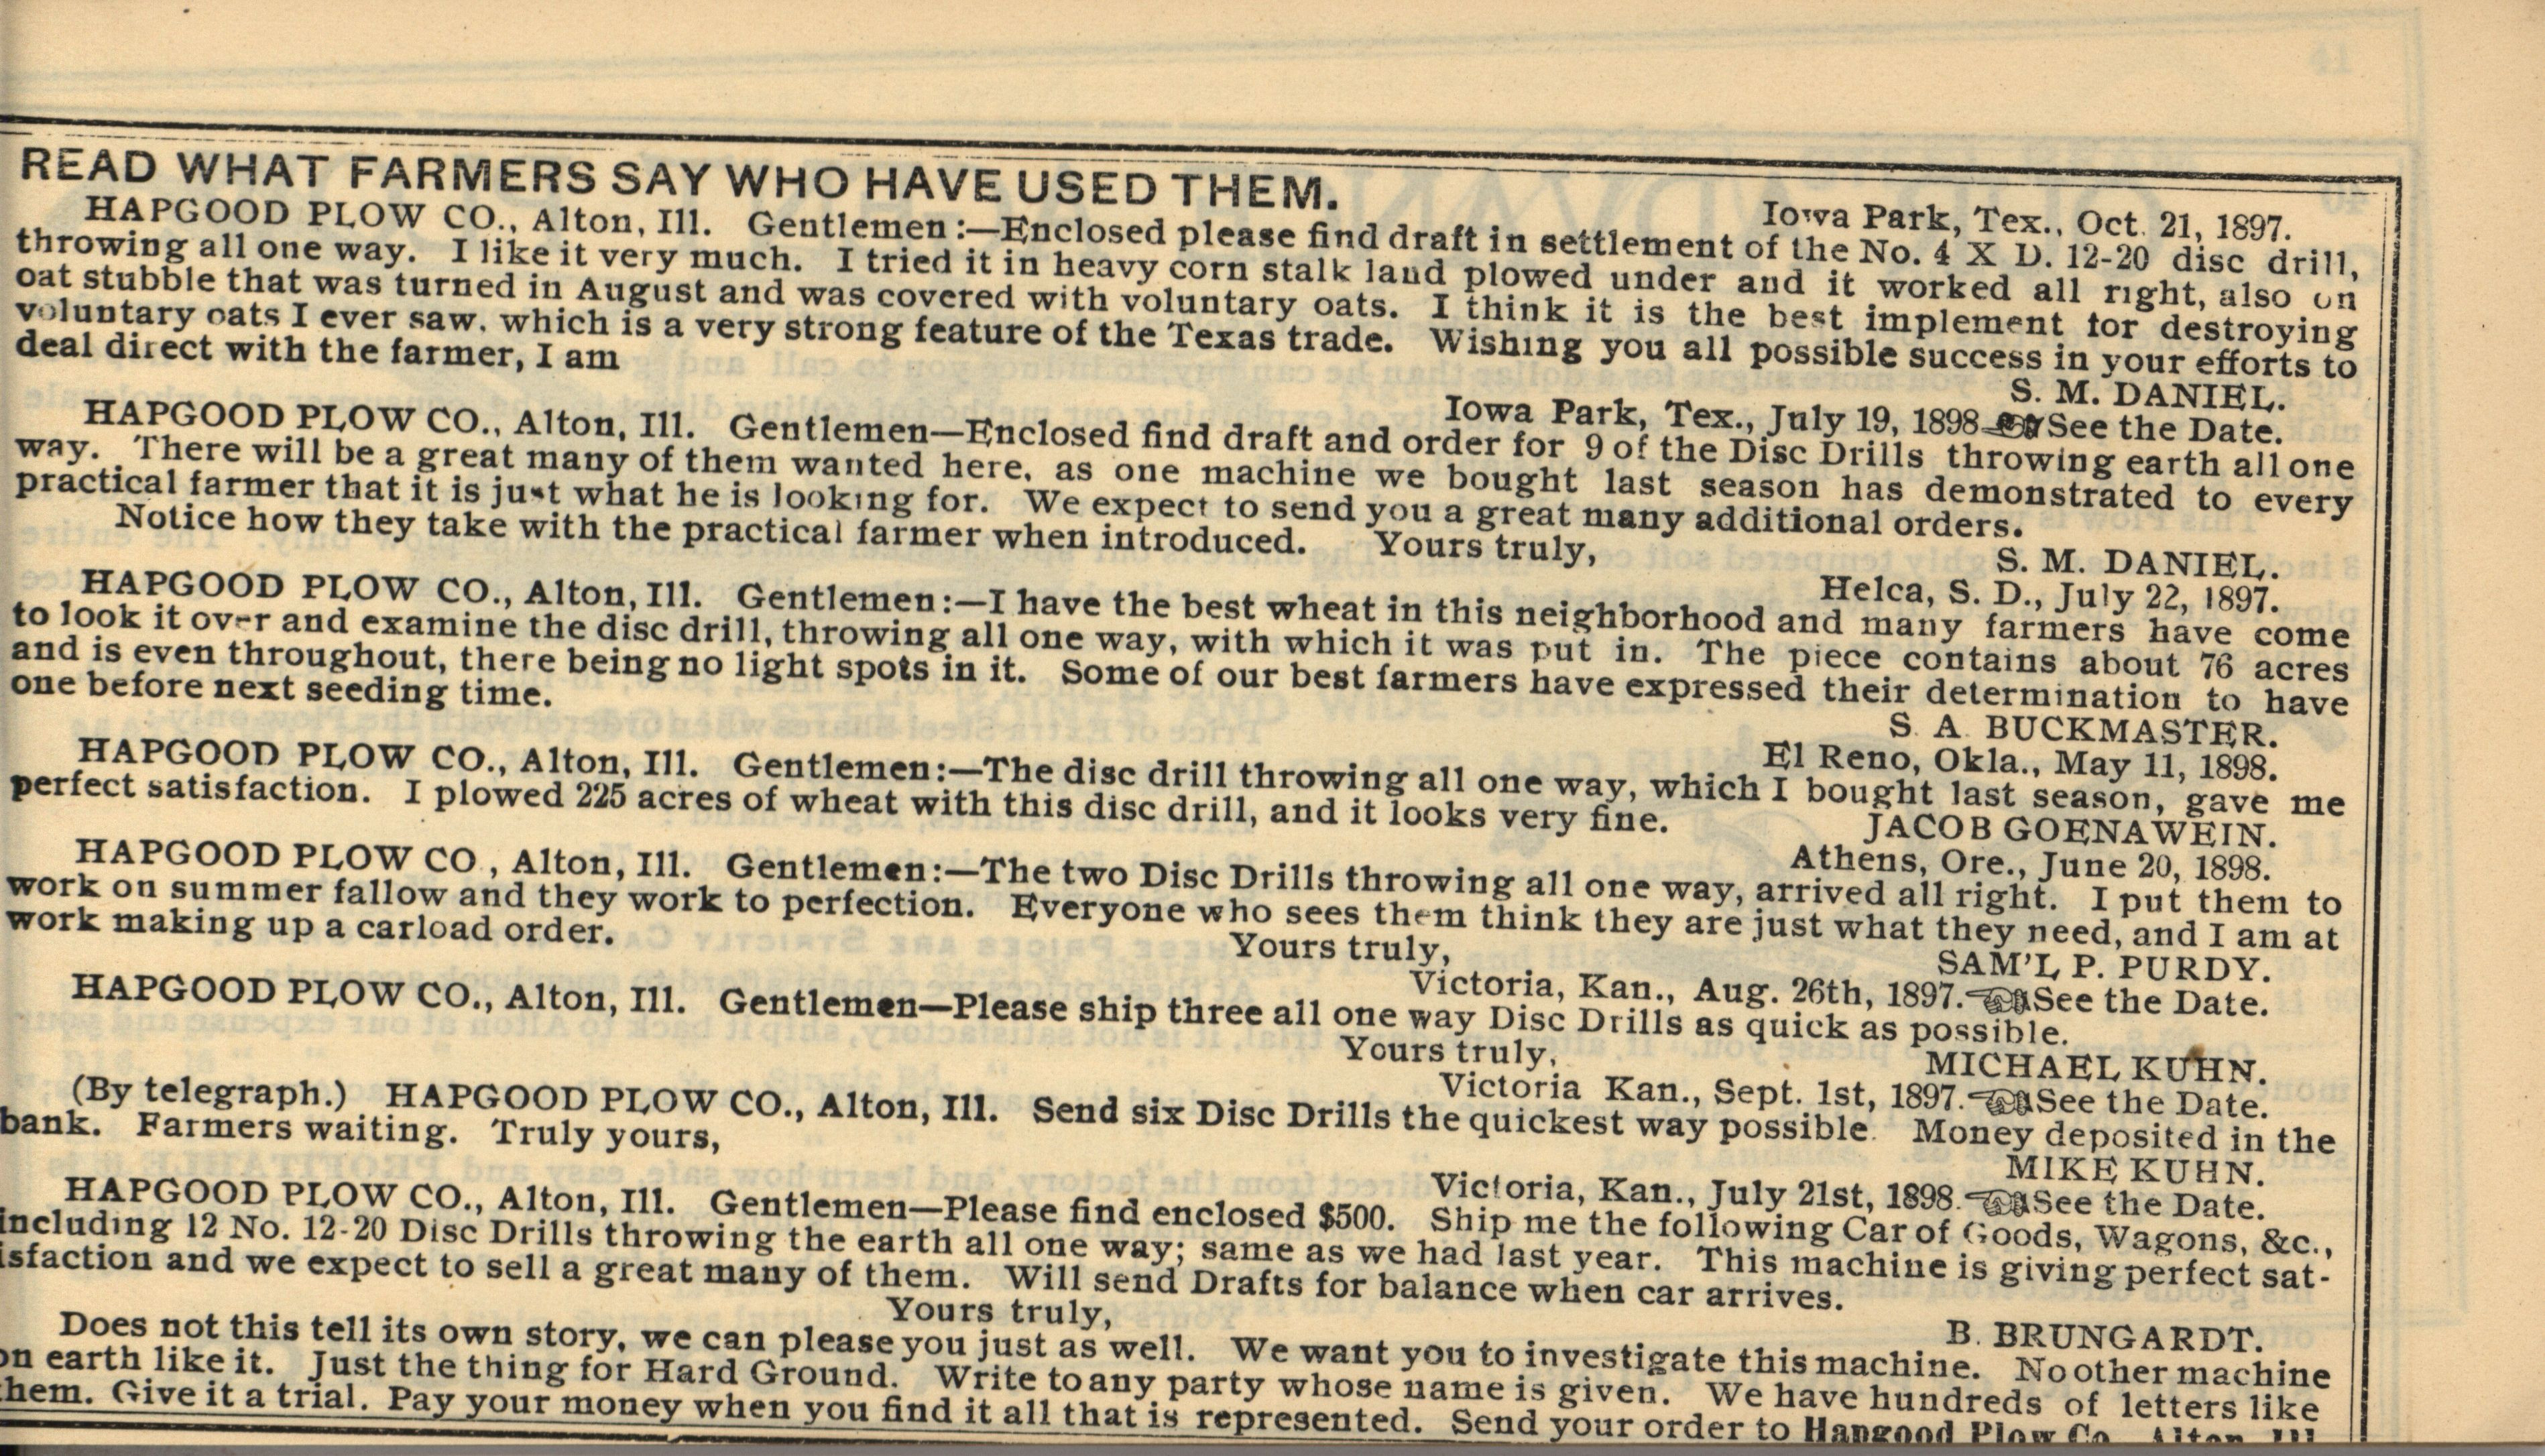 READ WHAT FARMERS SAY WHO HAVE USED THEM.
Iowa Park, Tex., Oct. 21, 1897.
HAPGOOD PLOW CO., Alton, Ill. Gentlemen:—Enclosed please find draft in settlement of the No. 4 X D. 12-20 disc drill,
throwing all one way. I like it very much. I tried it in heavy corn stalk land plowed under and it worked all right, also on
oat stubble that was turned in August and was covered with voluntary oats. I think it is the best implement for destroying
voluntary oats I ever saw, which is a very strong feature of the Texas trade. Wishing you all possible success in your efforts to
deal direct with the farmer, I am
S. M. DANIEL.
Iowa Park, Tex., July 19, 1898 See the Date.
HAPGOOD PLOW CO., Alton, Ill. Gentlemen—Enclosed find draft and order for 9 of the Disc Drills throwing earth all one
way. There will be a great many of them wanted here, as one machine we bought last season has demonstrated to every
practical farmer that it is just what he is looking for. We expect to send you a great many additional orders.
Notice how they take with the practical farmer when introduced. Yours truly,
S. M. DANIEL.
Helca, S. D., July 22, 1897.
HAPGOOD PLOW CO., Alton, Ill. Gentlemen:—I have the best wheat in this neighborhood and many farmers have come
to look it over and examine the disc drill, throwing all one way, with which it was put in. The piece contains about 76 acres
and is even throughout, there being no light spots in it. Some of our best farmers have expressed their determination to have
one before next seeding time.
S. A. BUCKMASTER.
El Reno, Okla., May 11, 1898.
HAPGOOD PLOW CO., Alton, Ill. Gentlemen:—The disc drill throwing all one way, which I bought last season, gave me
perfect satisfaction. I plowed 225 acres of wheat with this disc drill, and it looks very fine.
JACOB GOENAWEIN.
Athens, Ore., June 20, 1898.
HAPGOOD PLOW CO., Alton, Ill. Gentlemen:—The two Disc Drills throwing all one way, arrived all right. I put them to
work on summer fallow and they work to perfection. Everyone who sees them think they are just what they need, and I am at
work making up a carload order. Yours truly,
SAM'L P. PURDY.
Victoria, Kan., Aug. 26th, 1897. See the Date.
HAPGOOD PLOW CO., Alton, Ill. Gentlemen—Please ship three all one way Disc Drills as quick as possible.
Yours truly,
MICHAEL KUHN.
Victoria Kan., Sept. 1st, 1897. See the Date.
(By telegraph.) HAPGOOD PLOW CO., Alton, Ill. Send six Disc Drills the quickest way possible. Money deposited in the
bank. Farmers waiting. Truly yours,
MIKE KUHN.
Victoria, Kan., July 21st, 1898. See the Date.
HAPGOOD PLOW CO., Alton, Ill. Gentlemen—Please find enclosed $500. Ship me the following Car of Goods, Wagons, &c.,
including 12 No. 12-20 Disc Drills throwing the earth all one way; same as we had last year. This machine is giving perfect sat-
isfaction and we expect to sell a great many of them. Will send Drafts for balance when car arrives.
Yours truly,
B. BRUNGARDT.
Does not this tell its own story, we can please you just as well. We want you to investigate this machine. No other machine
on earth like it. Just the thing for Hard Ground. Write to any party whose name is given. We have hundreds of letters like
them. Give it a trial. Pay your money when you find it all that is represented. Send your order to Hapgood Plow Co. Alton, Ill